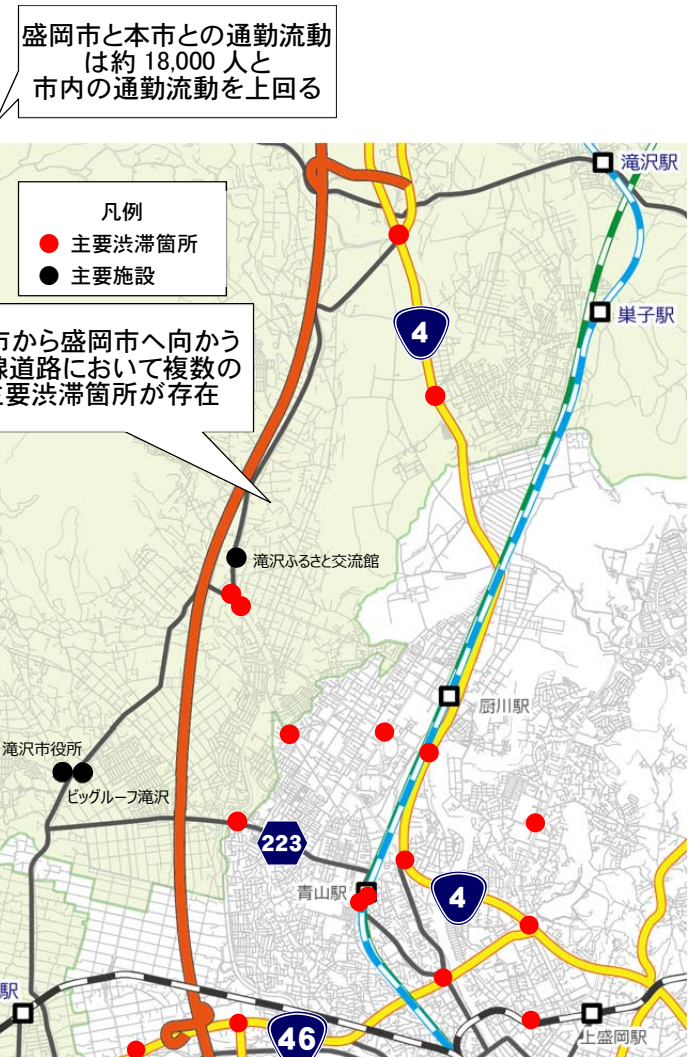 盛岡市と本市との通勤流動
は約 18,000 人と
市内の通勤流動を上回る
滝沢駅
凡例
主要渋滞箇所
主要施設
巣子駅
4
市から盛岡市へ向かう
線道路において複数の
主要渋滞箇所が存在
滝沢ふるさと交流館
厨川駅
滝沢市役所
ビッグルーフ滝沢
223
青山駅
4
駅
46
上盛岡駅